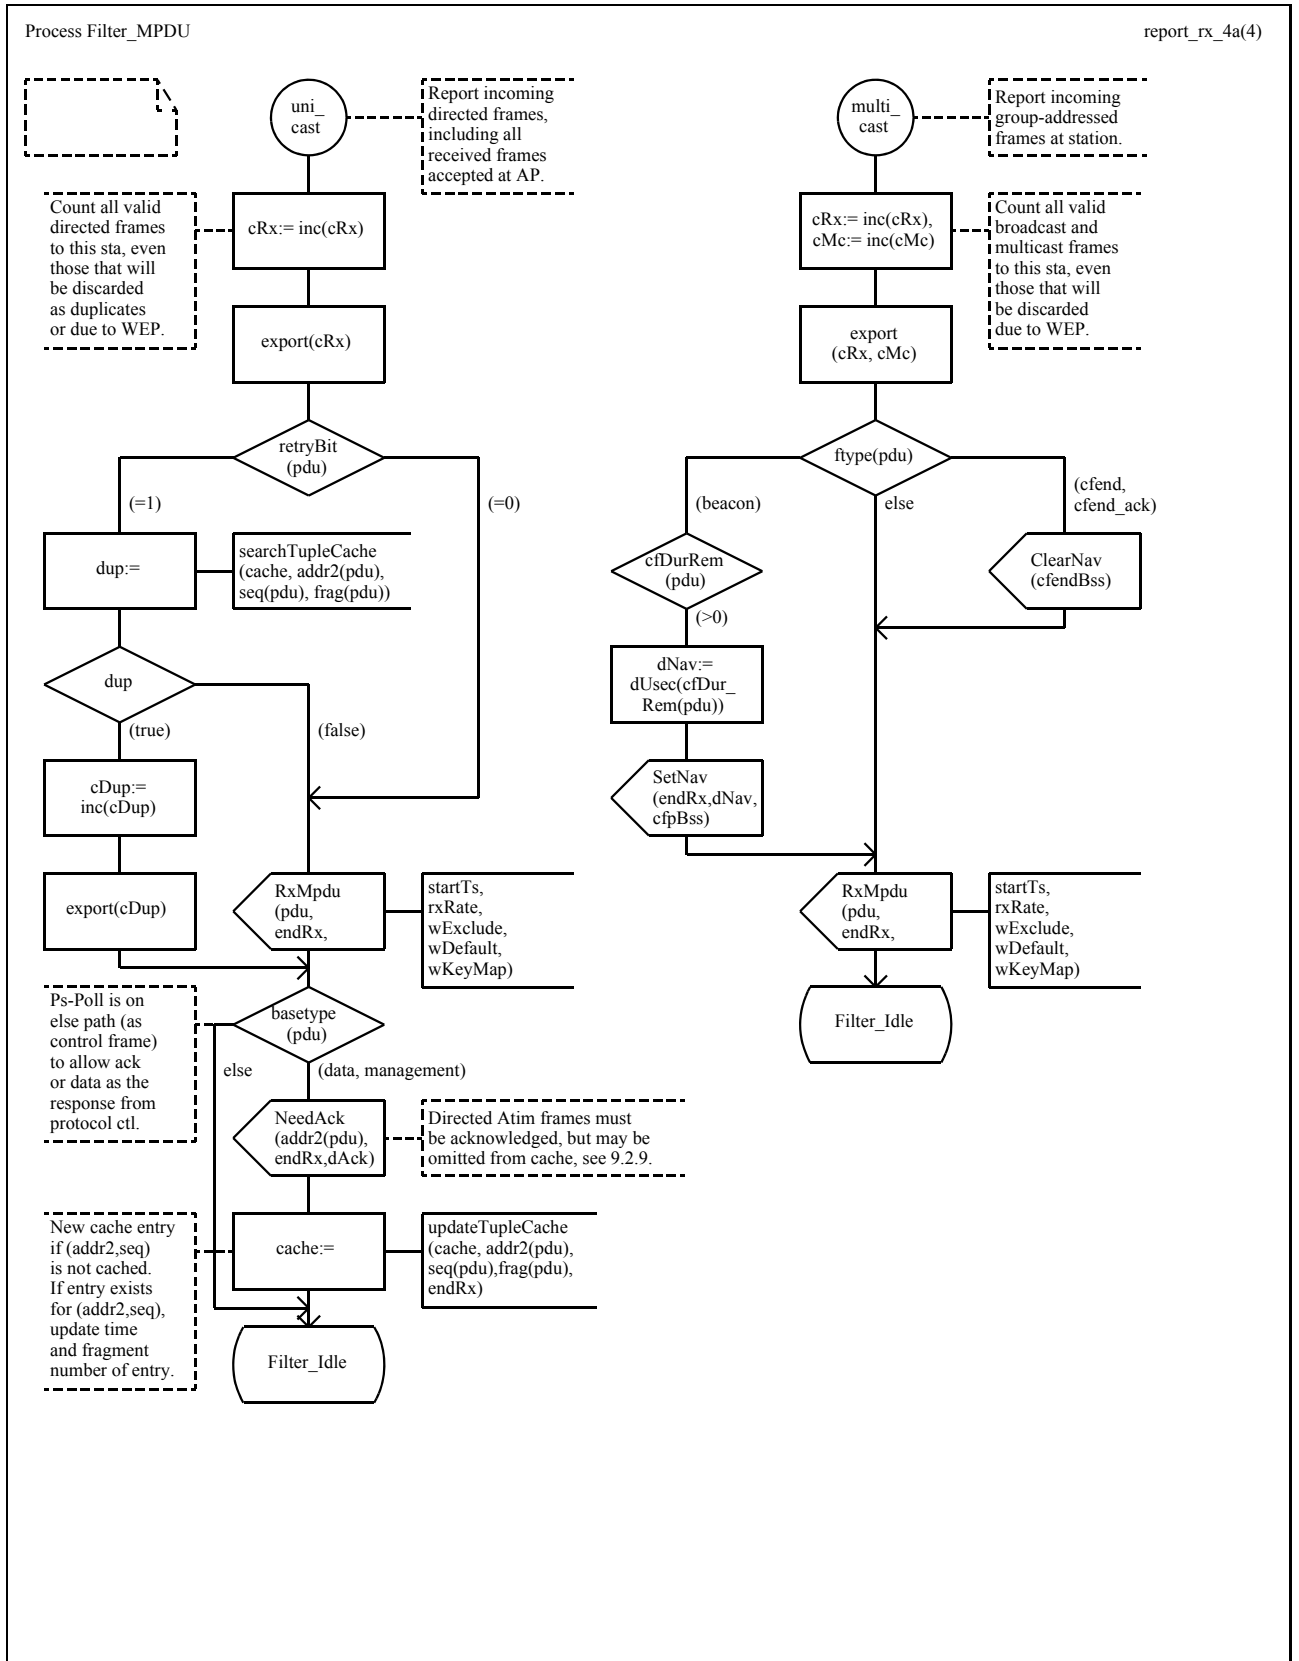 Process Filter_MPDU
report_rx_4a(4)
uni_
cast
Report incoming
directed frames,
including all
received frames
accepted at AP.
Count all valid
directed frames
to this sta, even
those that will
be discarded
as duplicates
or due to WEP.
cRx:= inc(cRx)
export(cRx)
retryBit
(pdu)
(=1)
(=0)
dup:=
searchTupleCache
(cache, addr2(pdu),
seq(pdu), frag(pdu))
dup
(true)
(false)
cDup:=
inc(cDup)
export(cDup)
RxMpdu
(pdu,
endRx,
startTs,
rxRate,
wExclude,
wDefault,
wKeyMap)
Ps-Poll is on
else path (as
control frame)
to allow ack
or data as the
response from
protocol ctl.
basetype
(pdu)
else
(data, management)
NeedAck
(addr2(pdu),
endRx,dAck)
Directed Atim frames must
be acknowledged, but may be
omitted from cache, see 9.2.9.
New cache entry
if (addr2,seq)
is not cached.
If entry exists
for (addr2,seq),
update time
and fragment
number of entry.
cache:=
updateTupleCache
(cache, addr2(pdu),
seq(pdu),frag(pdu),
endRx)
Filter_Idle
multi_
cast
Report incoming
group-addressed
frames at station.
cRx:= inc(cRx),
cMc:= inc(cMc)
Count all valid
broadcast and
multicast frames
to this sta, even
those that will
be discarded
due to WEP.
export
(cRx, cMc)
ftype(pdu)
(beacon)
else
(cfend,
cfend_ack)
cfDurRem
(pdu)
(>0)
ClearNav
(cfendBss)
dNav:=
dUsec(cfDur_
Rem(pdu))
SetNav
(endRx,dNav,
cfpBss)
RxMpdu
(pdu,
endRx,
startTs,
rxRate,
wExclude,
wDefault,
wKeyMap)
Filter_Idle